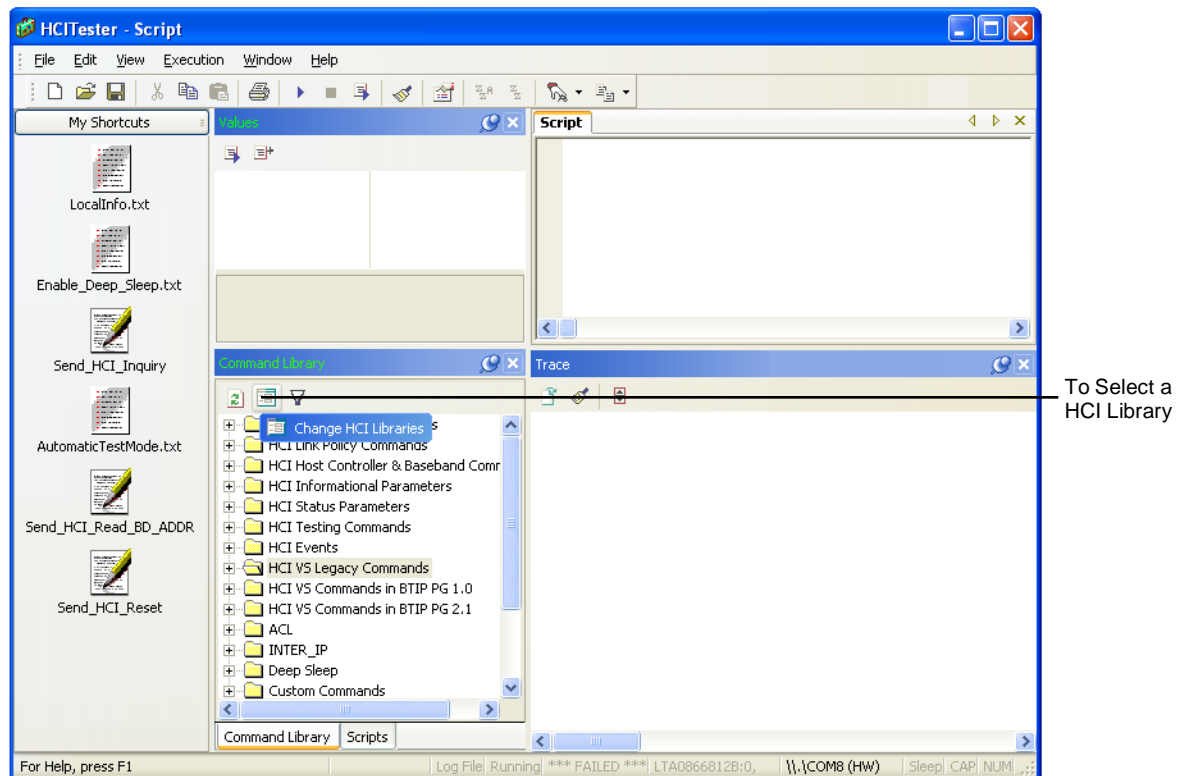 HCITester - Script
File Edit View Execution Window Help
My Shortcuts
LocalInfo.txt
Enable_Deep_Sleep.txt
Send_HCI_Inquiry
AutomaticTestMode.txt
Send_HCI_Read_BD_ADDR
Send_HCI_Reset
Values
Script
Command Library
Change HCI Libraries
s
HCI Link Policy Commands
HCI Host Controller & Baseband Comr
HCI Informational Parameters
HCI Status Parameters
HCI Testing Commands
HCI Events
HCI VS Legacy Commands
HCI VS Commands in BTIP PG 1.0
HCI VS Commands in BTIP PG 2.1
ACL
INTER_IP
Deep Sleep
Custom Commands
Command Library Scripts
Trace
To Select a
HCI Library
For Help, press F1 Log File Running *** FAILED *** LTA0866812B:0, \\.\COM8 (HW) Sleep CAP NUM